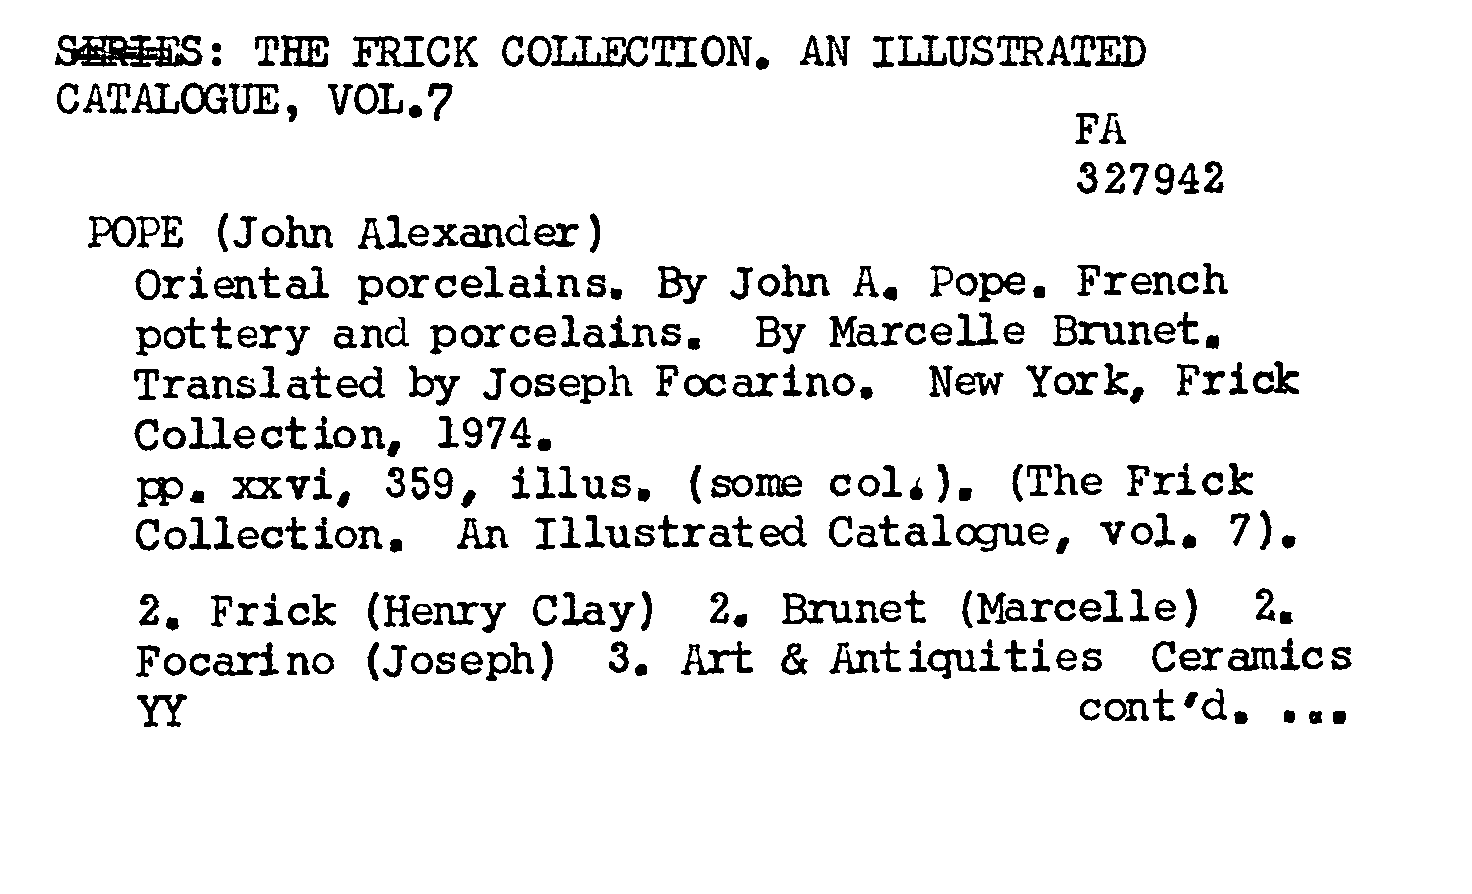 SERIES: THE FRICK COLLECTION. AN ILLUSTRATED
CATALOGUE, VOL.7
FA
327942
POPE (John Alexander)
Oriental porcelains. By John A. Pope. French
pottery and porcelains. By Marcelle Brunet.
Translated by Joseph Focarino. New York, Frick
Collection, 1974.
pp. xxvi, 359, illus. (some col.). (The Frick
Collection. An Illustrated Catalogue, vol. 7).
2. Frick (Henry Clay) 2. Brunet (Marcelle) 2.
Focarino (Joseph) 3. Art & Antiquities Ceramics
YY cont'd. ...